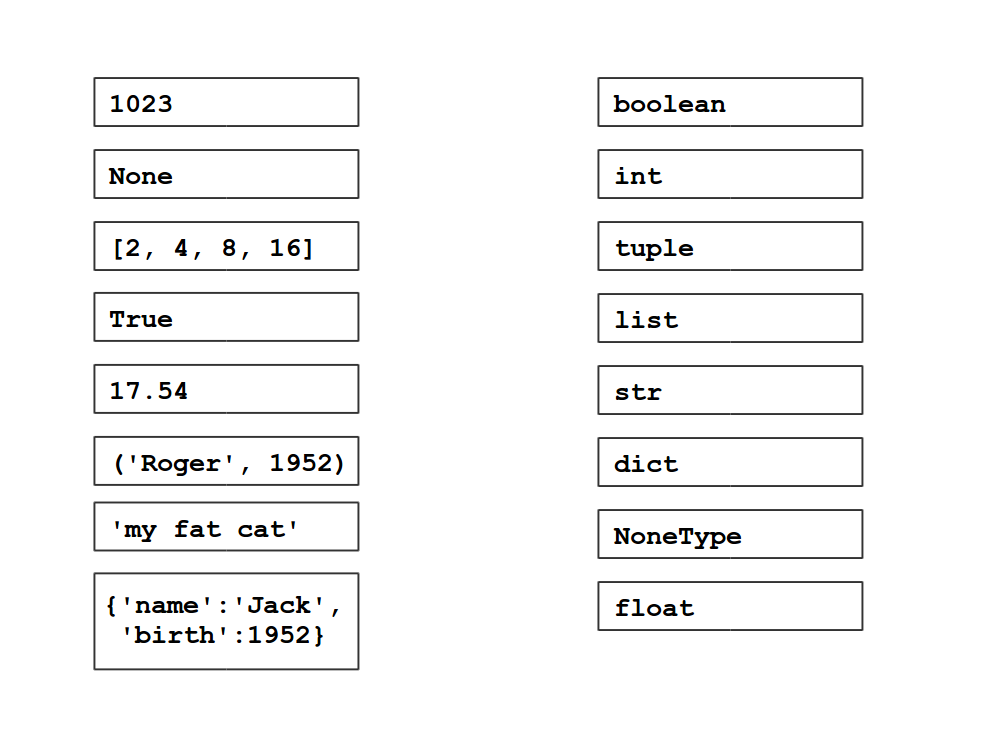 1023
None
[2, 4, 8, 16]
True
17.54
('Roger', 1952)
'my fat cat'
{'name':'Jack',
'birth':1952}
boolean
int
tuple
list
str
dict
NoneType
float